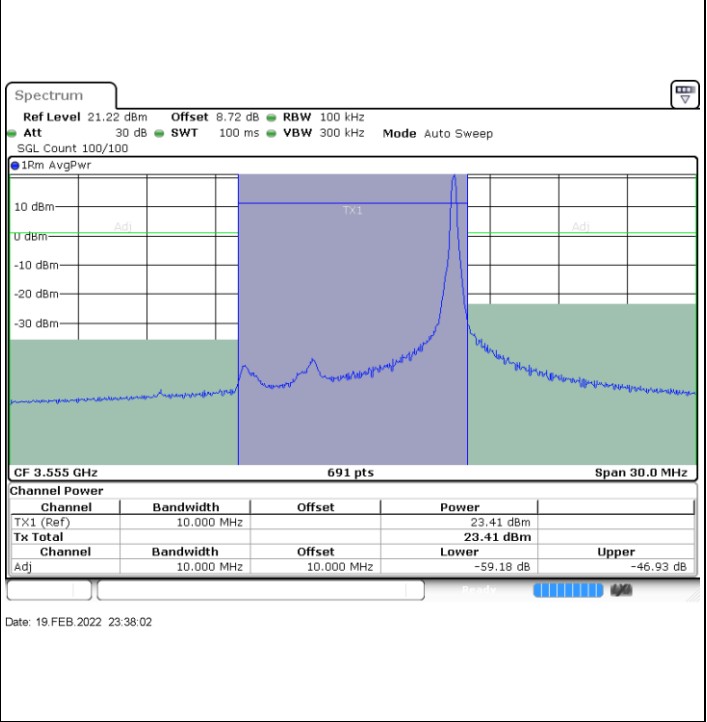 Spectrum
Ref Level 21.22 dBm Offset 8.72 dB RBW 100 kHz
Att 30 dB SWT 100 ms VBW 300 kHz Mode Auto Sweep
SGL Count 100/100
1Rm AvgPwr
10 dBm
TX1
Adj Adj
0 dBm
-10 dBm
-20 dBm
-30 dBm
CF 3.555 GHz 691 pts Span 30.0 MHz
Channel Power
Channel Bandwidth Offset Power
TX1 (Ref) 10.000 MHz 23.41 dBm
Tx Total 23.41 dBm
Channel Bandwidth Offset Lower Upper
Adj 10.000 MHz 10.000 MHz -59.18 dB -46.93 dB
Ready
Date: 19.FEB.2022 23:38:02